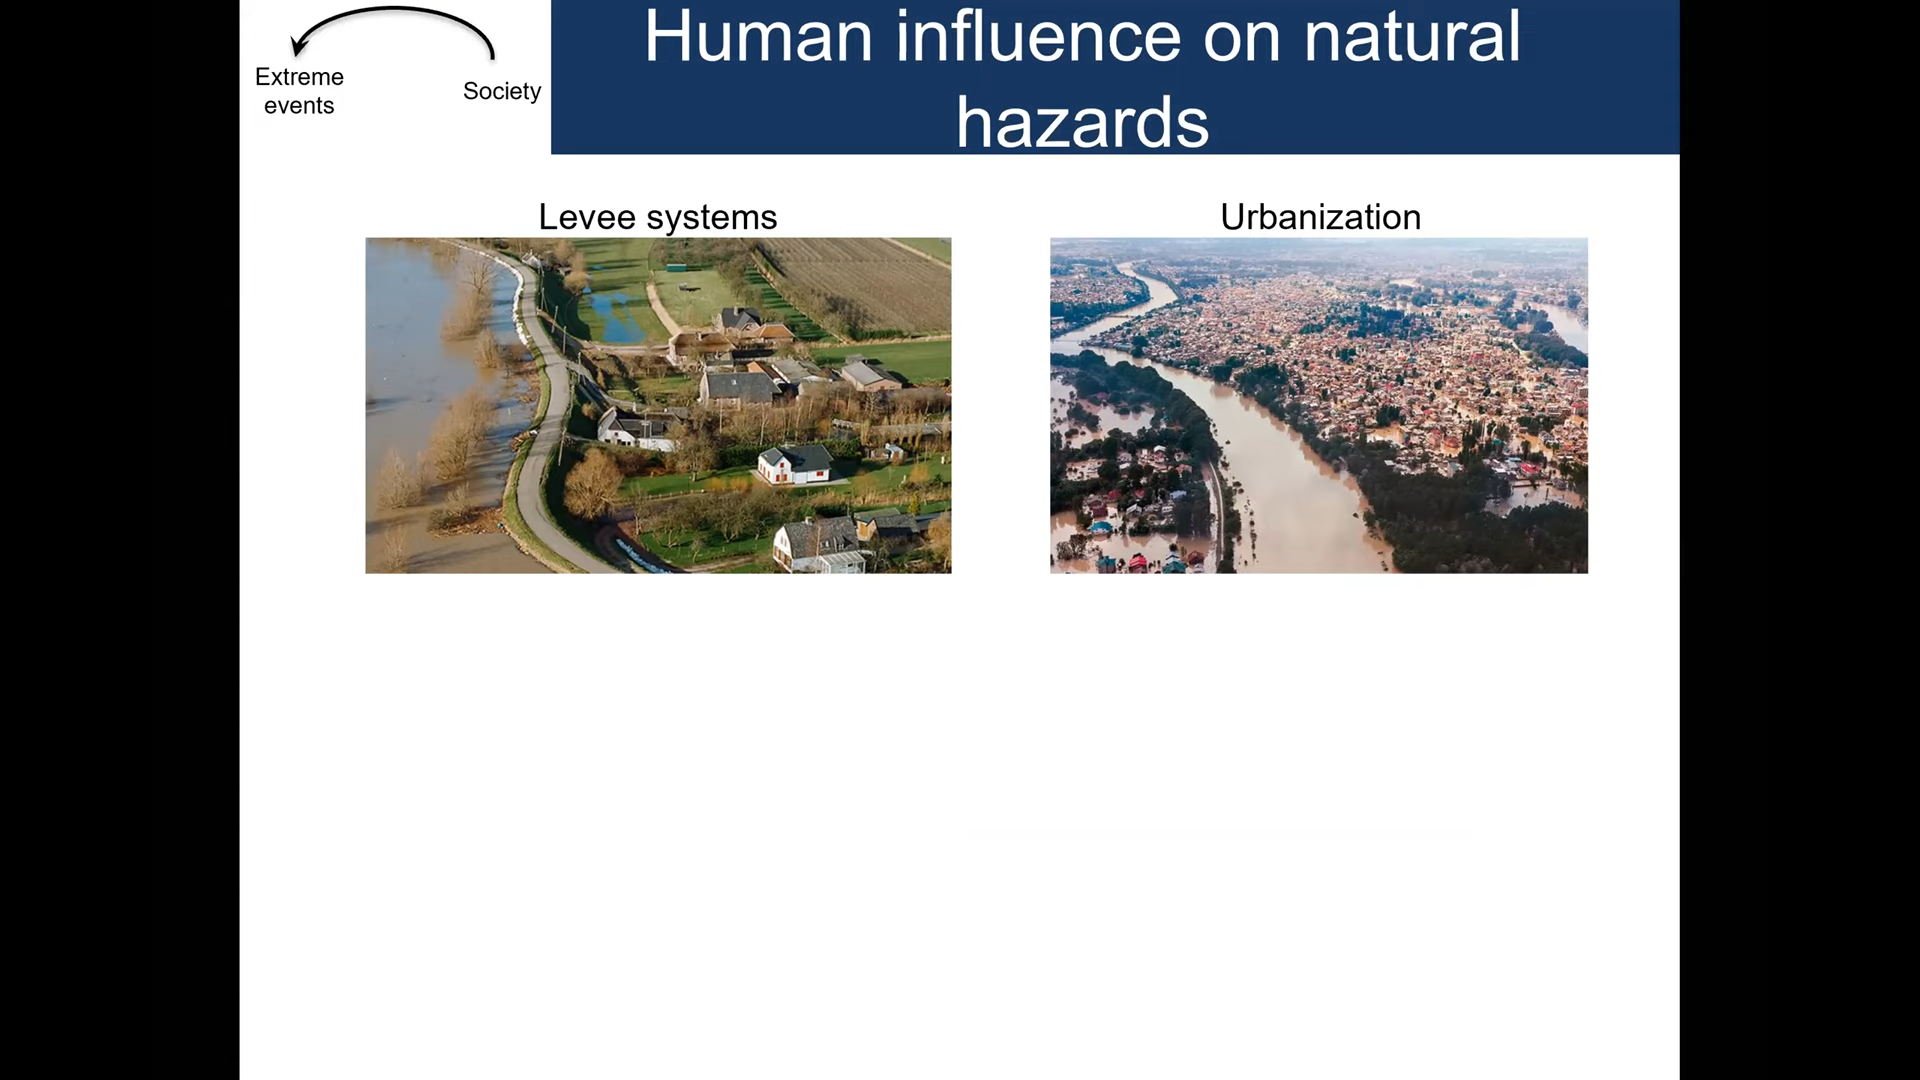 Human influence on natural
hazards
Extreme
events
Society
Levee systems
Urbanization